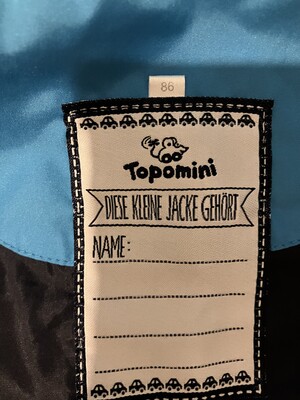 86
Topomini
DIESE KLEINE JACKE GEHÖRT
NAME: